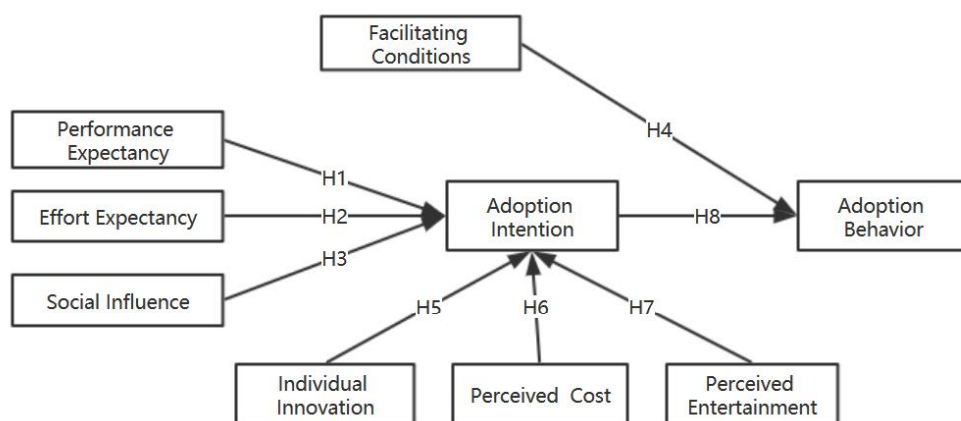 Facilitating
Conditions
H4
Performance
Expectancy
H1
Effort Expectancy
H2
Social Influence
H3
Adoption
Intention
H8
Adoption
Behavior
H5
H6
H7
Individual
Innovation
Perceived Cost
Perceived
Entertainment